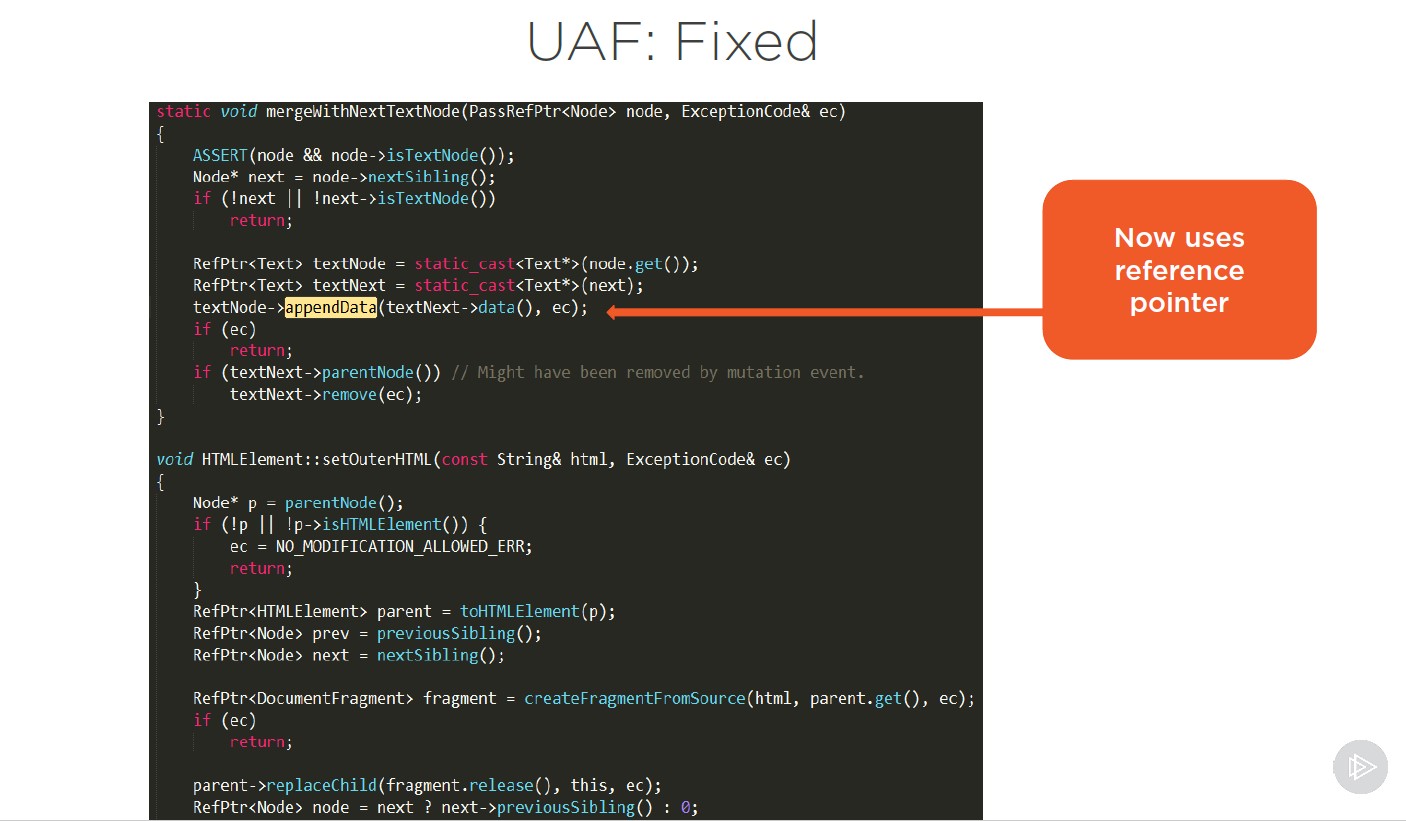 UAF: Fixed
static void mergeWithNextTextNode(PassRefPtr<Node> node, ExceptionCode& ec)
{
    ASSERT(node && node->isTextNode());
    Node* next = node->nextSibling();
    if (!next || !next->isTextNode())
        return;
    RefPtr<Text> textNode = static_cast<Text*>(node.get());
    RefPtr<Text> textNext = static_cast<Text*>(next);
    textNode->appendData(textNext->data(), ec);
    if (ec)
        return;
    if (textNext->parentNode()) // Might have been removed by mutation event.
        textNext->remove(ec);
}
void HTMLElement::setOuterHTML(const String& html, ExceptionCode& ec)
{
    Node* p = parentNode();
    if (!p || !p->isHTMLElement()) {
        ec = NO_MODIFICATION_ALLOWED_ERR;
        return;
    }
    RefPtr<HTMLElement> parent = toHTMLElement(p);
    RefPtr<Node> prev = previousSibling();
    RefPtr<Node> next = nextSibling();
    RefPtr<DocumentFragment> fragment = createFragmentFromSource(html, parent.get(), ec);
    if (ec)
        return;
    parent->replaceChild(fragment.release(), this, ec);
    RefPtr<Node> node = next ? next->previousSibling() : 0;
Now uses
reference
pointer